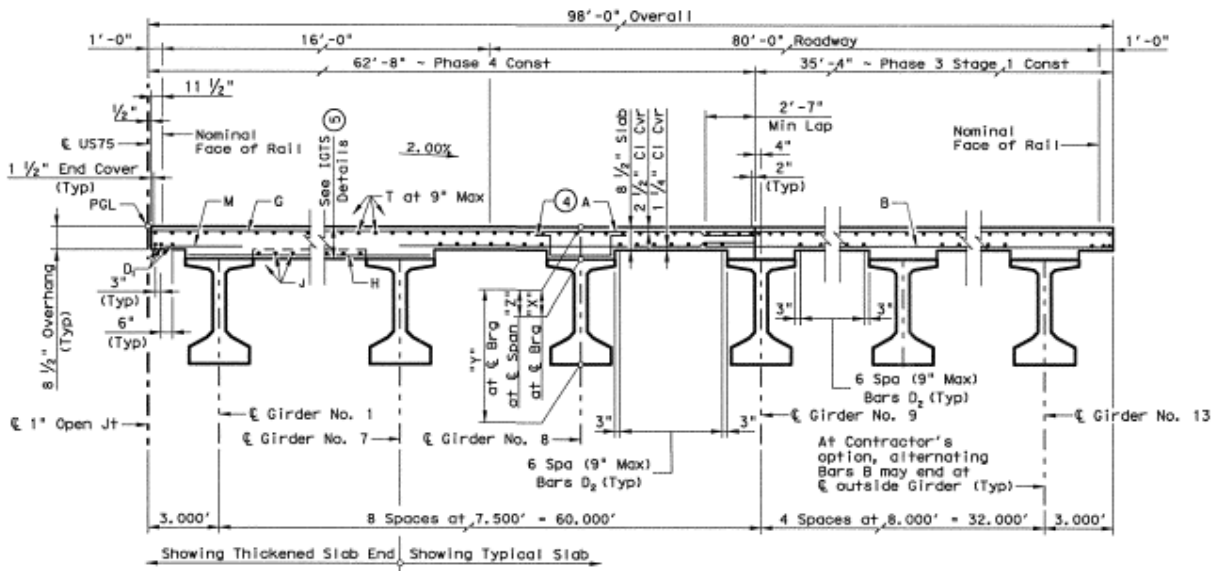 98'-0" Overall
1'-0"
16'-0"
80'-0" Roadway
1'-0"
62'-8" ~ Phase 4 Const
35'-4" ~ Phase 3 Stage 1 Const
11 1/2"
1/2"
℄ US75
Nominal
Face of Rail
See IGTS
Details
5
2.00%
8 1/2" Slab
2 1/2" Cl Cvr
1 1/4" Cl Cvr
2'-7"
Min Lap
4"
2"
(Typ)
Nominal
Face of Rail
1 1/2" End Cover
(Typ)
PGL
M
G
T at 9" Max
4
A
B
D
J
H
3"
(Typ)
6"
(Typ)
8 1/2" Overhang
(Typ)
"Y"
at ℄ Brg
"Z"
at ℄ Span
"X"
at ℄ Brg
3"
3"
6 Spa (9" Max)
Bars D2 (Typ)
℄ 1" Open Jt
℄ Girder No. 1
℄ Girder No. 7
℄ Girder No. 8
3"
3"
6 Spa (9" Max)
Bars D2 (Typ)
℄ Girder No. 9
℄ Girder No. 13
At Contractor's
option, alternating
Bars B may end at
℄ outside Girder (Typ)
3.000'
8 Spaces at 7.500' = 60.000'
4 Spaces at 8.000' = 32.000'
3.000'
Showing Thickened Slab End
Showing Typical Slab